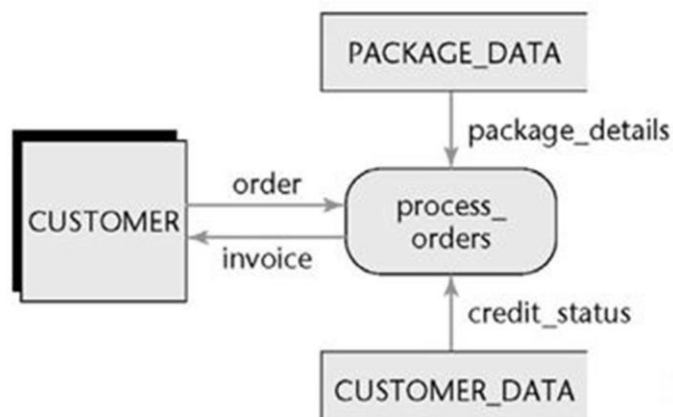 PACKAGE_DATA
package_details
order
CUSTOMER
process_
orders
invoice
credit_status
CUSTOMER_DATA